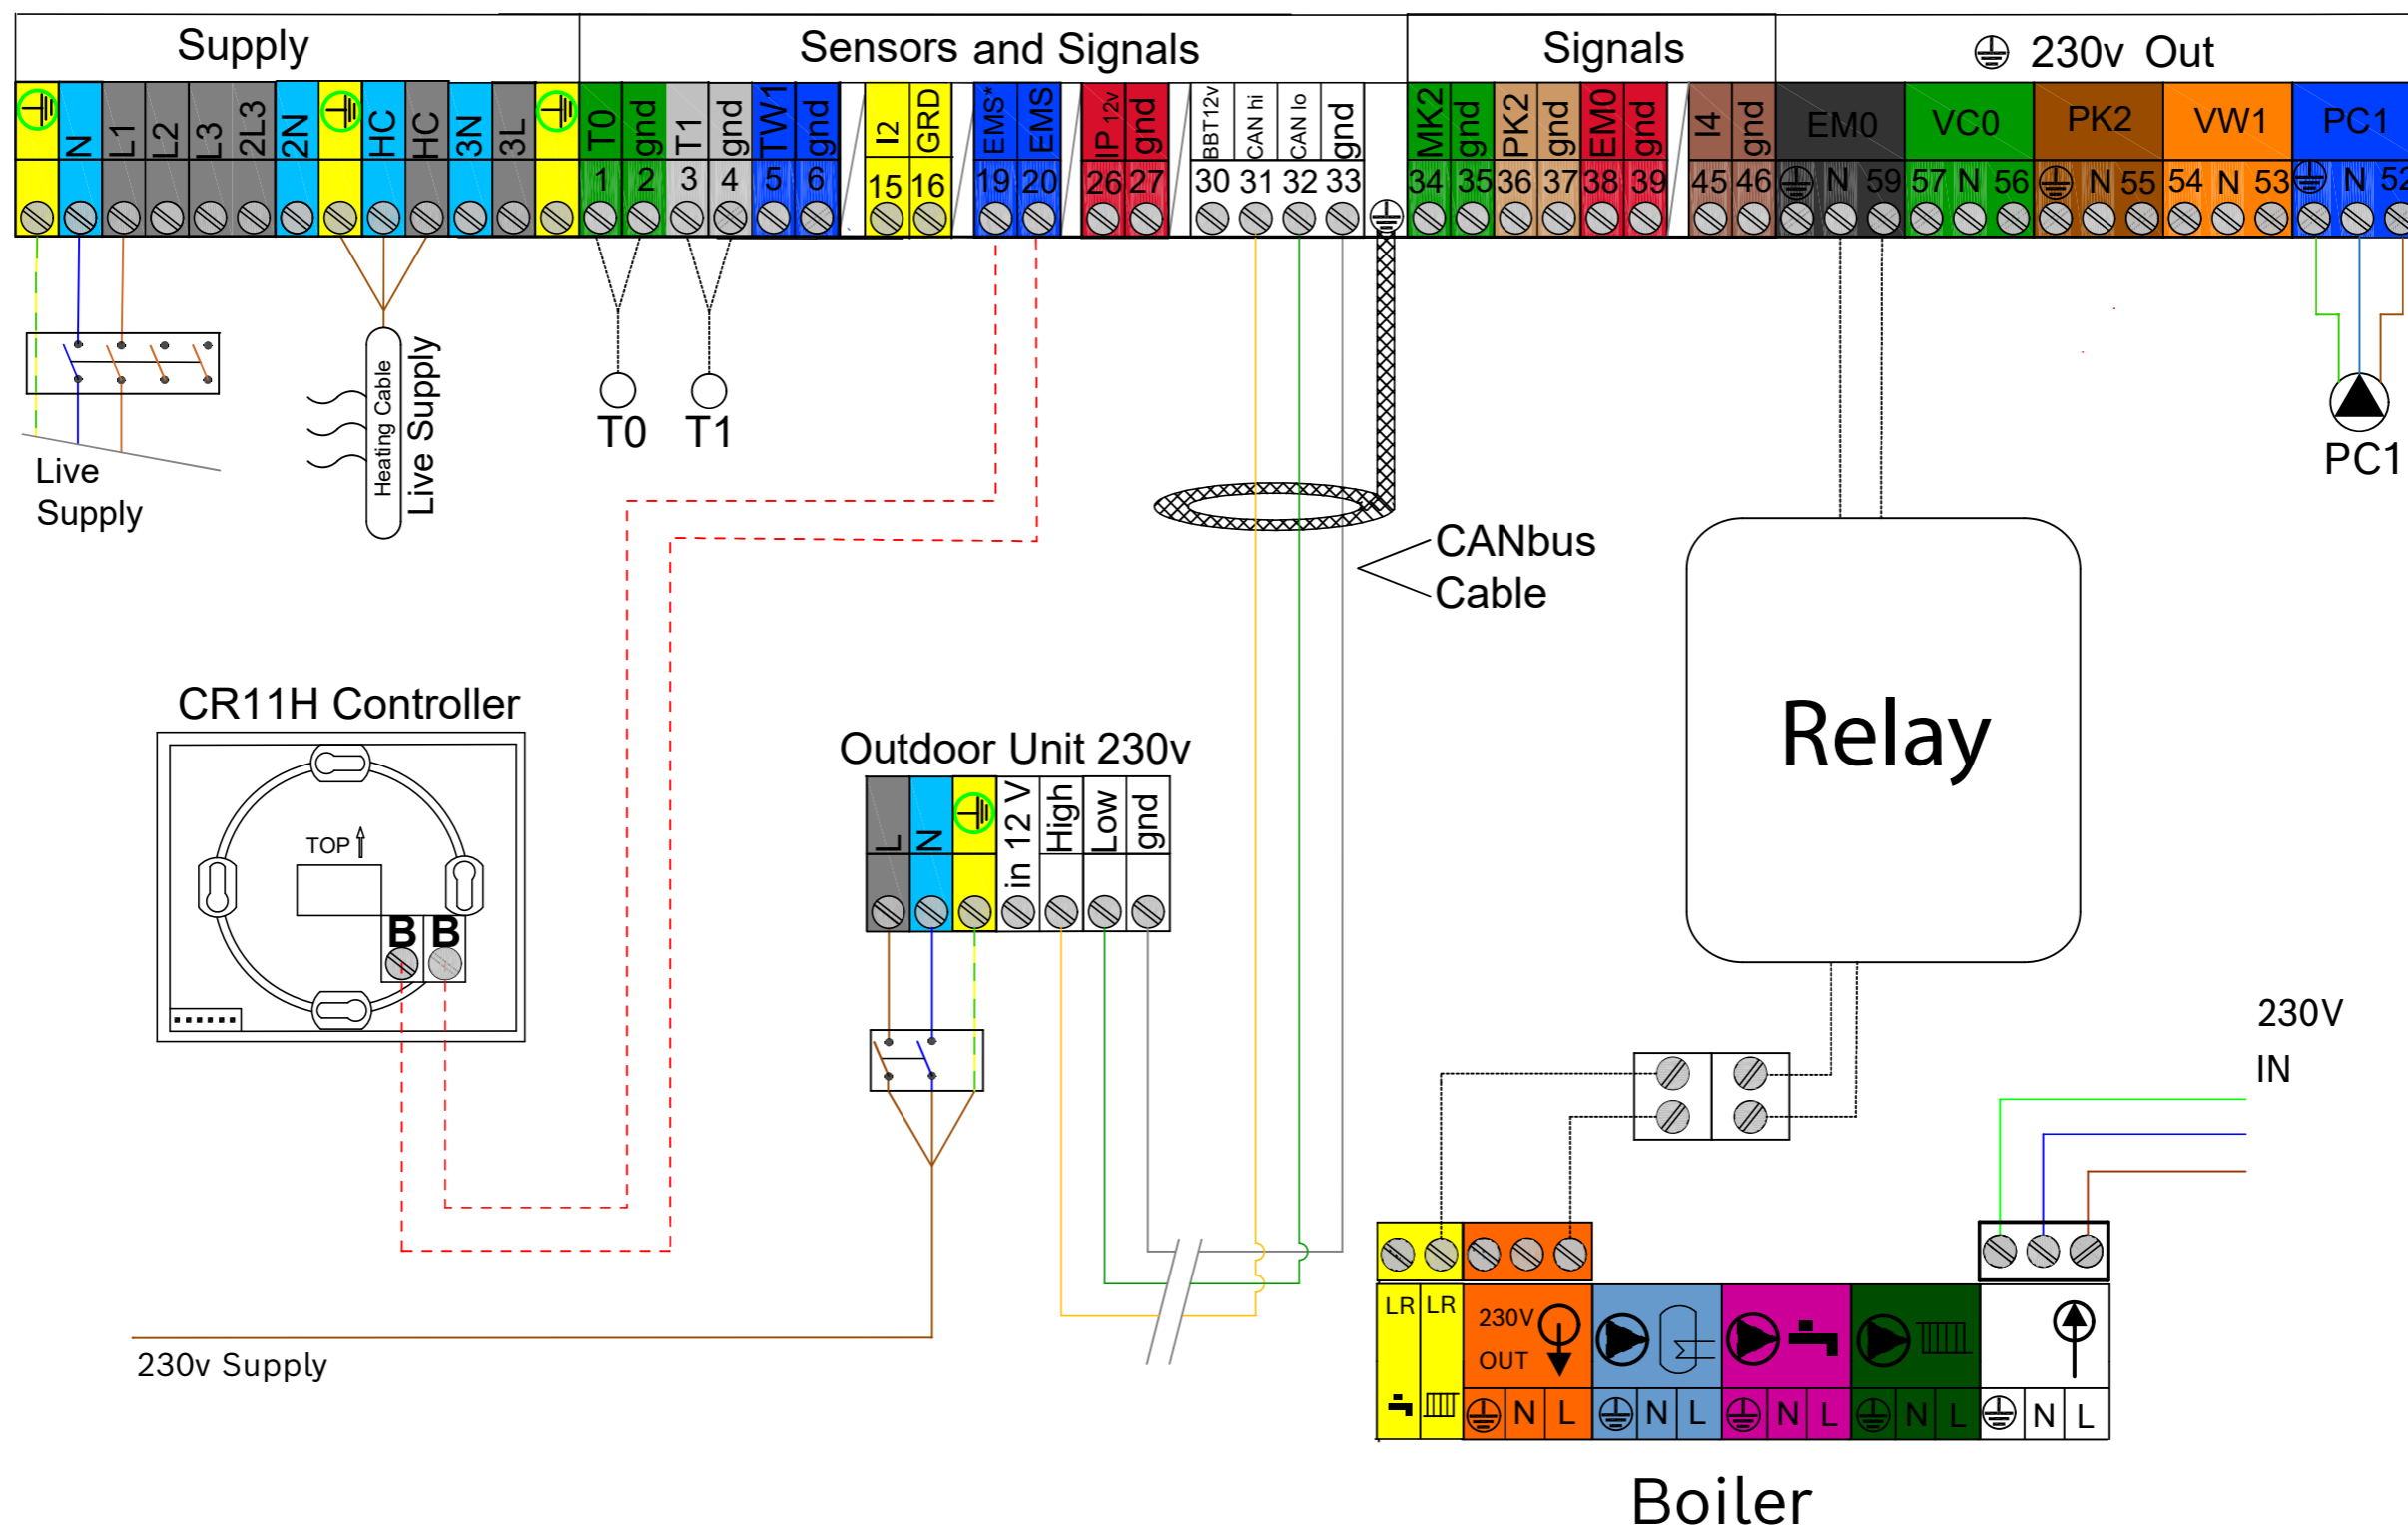 Supply
Sensors and Signals
Signals
230v Out
N L1 L2 L3 2L3 2N HC HC 3N 3L T0 gnd T1 gnd TW1 gnd I2 GRD EMS* EMS IP 12v gnd BBT12v CAN hi CAN lo gnd MK2 gnd PK2 gnd EM0 gnd I4 gnd EM0 VC0 PK2 VW1 PC1
1 2 3 4 5 6 15 16 19 20 26 27 30 31 32 33 34 35 36 37 38 39 45 46 N 59 57 N 56 N 55 54 N 53 N 52
Live
Supply
Heating Cable
Live Supply
T0 T1
PC1
CANbus
Cable
CR11H Controller
TOP
B B
Outdoor Unit 230v
L N in 12 V High Low gnd
Relay
230V
IN
230v Supply
LR LR
230V
OUT
N L N L N L N L N L
Boiler